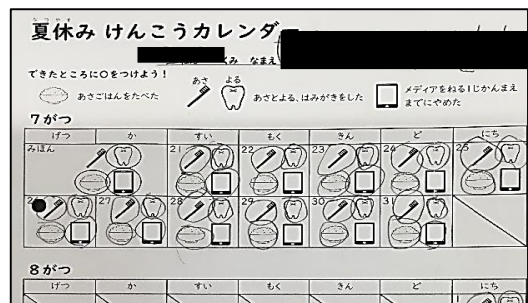 なつやす
夏休み けんこうカレンダ
くみ なまえ
できたところに○をつけよう!
あさごはんをたべた
あさ よる
あさとよる、はみがきをした
メディアをねる1じかんまえ
までにやめた
7がつ
げつ か すい もく きん ど にち
みほん 21 22 23 24 25
27 28 29 30 3
8がつ
げつ か すい もく きん ど にち